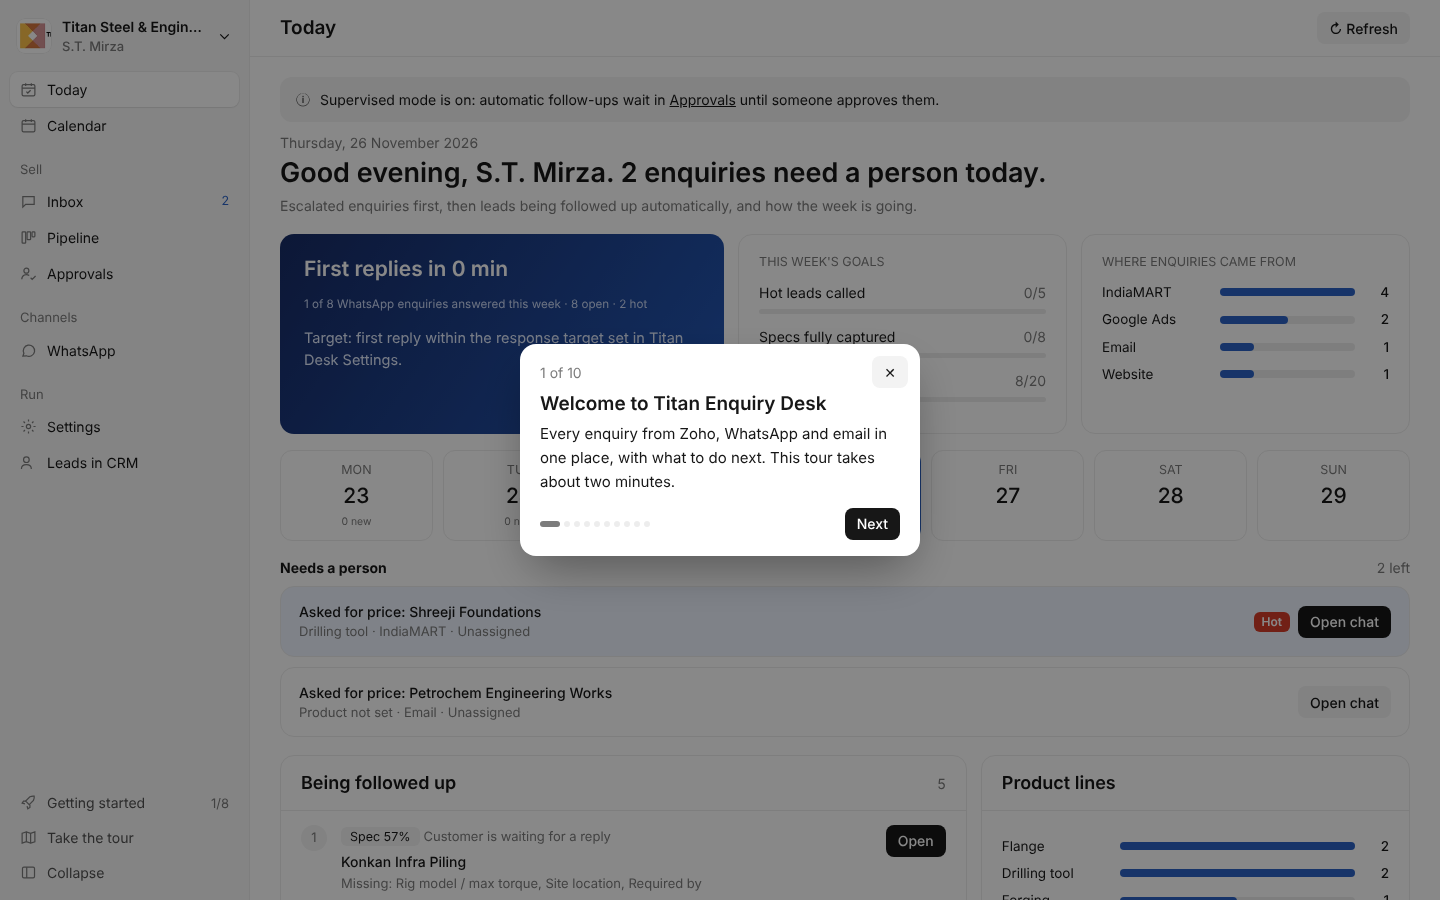 Titan Steel & Engin...
S.T. Mirza
Today
Calendar
Sell
Inbox 2
Pipeline
Approvals
Channels
WhatsApp
Run
Settings
Leads in CRM
Getting started 1/8
Take the tour
Collapse
Today
Refresh
Supervised mode is on: automatic follow-ups wait in Approvals until someone approves them.
Thursday, 26 November 2026
Good evening, S.T. Mirza. 2 enquiries need a person today.
Escalated enquiries first, then leads being followed up automatically, and how the week is going.
First replies in 0 min
1 of 8 WhatsApp enquiries answered this week · 8 open · 2 hot
Target: first reply within the response target set in Titan
Desk Settings.
THIS WEEK'S GOALS
Hot leads called 0/5
Specs fully captured 0/8
8/20
WHERE ENQUIRIES CAME FROM
IndiaMART 4
Google Ads 2
Email 1
Website 1
1 of 10
Welcome to Titan Enquiry Desk
Every enquiry from Zoho, WhatsApp and email in
one place, with what to do next. This tour takes
about two minutes.
Next
MON
23
0 new
FRI
27
SAT
28
SUN
29
Needs a person 2 left
Asked for price: Shreeji Foundations
Drilling tool · IndiaMART · Unassigned
Hot Open chat
Asked for price: Petrochem Engineering Works
Product not set · Email · Unassigned
Open chat
Being followed up 5
1 Spec 57% Customer is waiting for a reply
Konkan Infra Piling
Missing: Rig model / max torque, Site location, Required by
Open
Product lines
Flange 2
Drilling tool 2
Forging 1